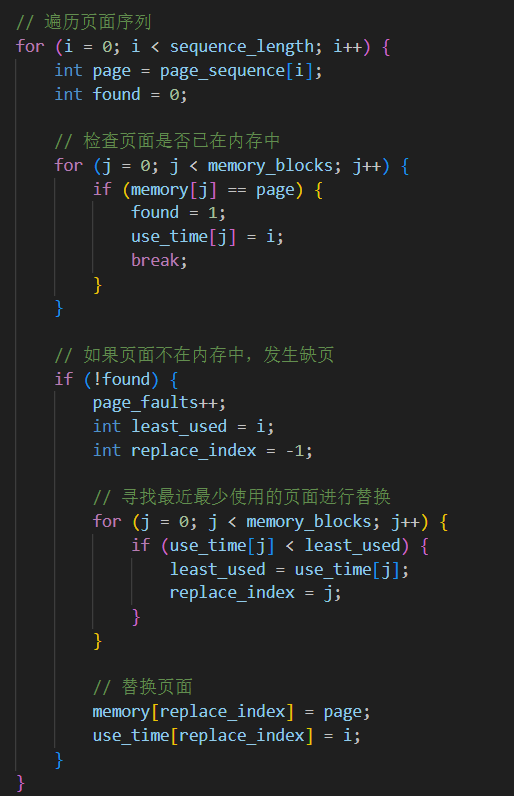 // 遍历页面序列
for (i = 0; i < sequence_length; i++) {
    int page = page_sequence[i];
    int found = 0;

    // 检查页面是否已在内存中
    for (j = 0; j < memory_blocks; j++) {
        if (memory[j] == page) {
            found = 1;
            use_time[j] = i;
            break;
        }
    }

    // 如果页面不在内存中，发生缺页
    if (!found) {
        page_faults++;
        int least_used = i;
        int replace_index = -1;

        // 寻找最近最少使用的页面进行替换
        for (j = 0; j < memory_blocks; j++) {
            if (use_time[j] < least_used) {
                least_used = use_time[j];
                replace_index = j;
            }
        }

        // 替换页面
        memory[replace_index] = page;
        use_time[replace_index] = i;
    }
}